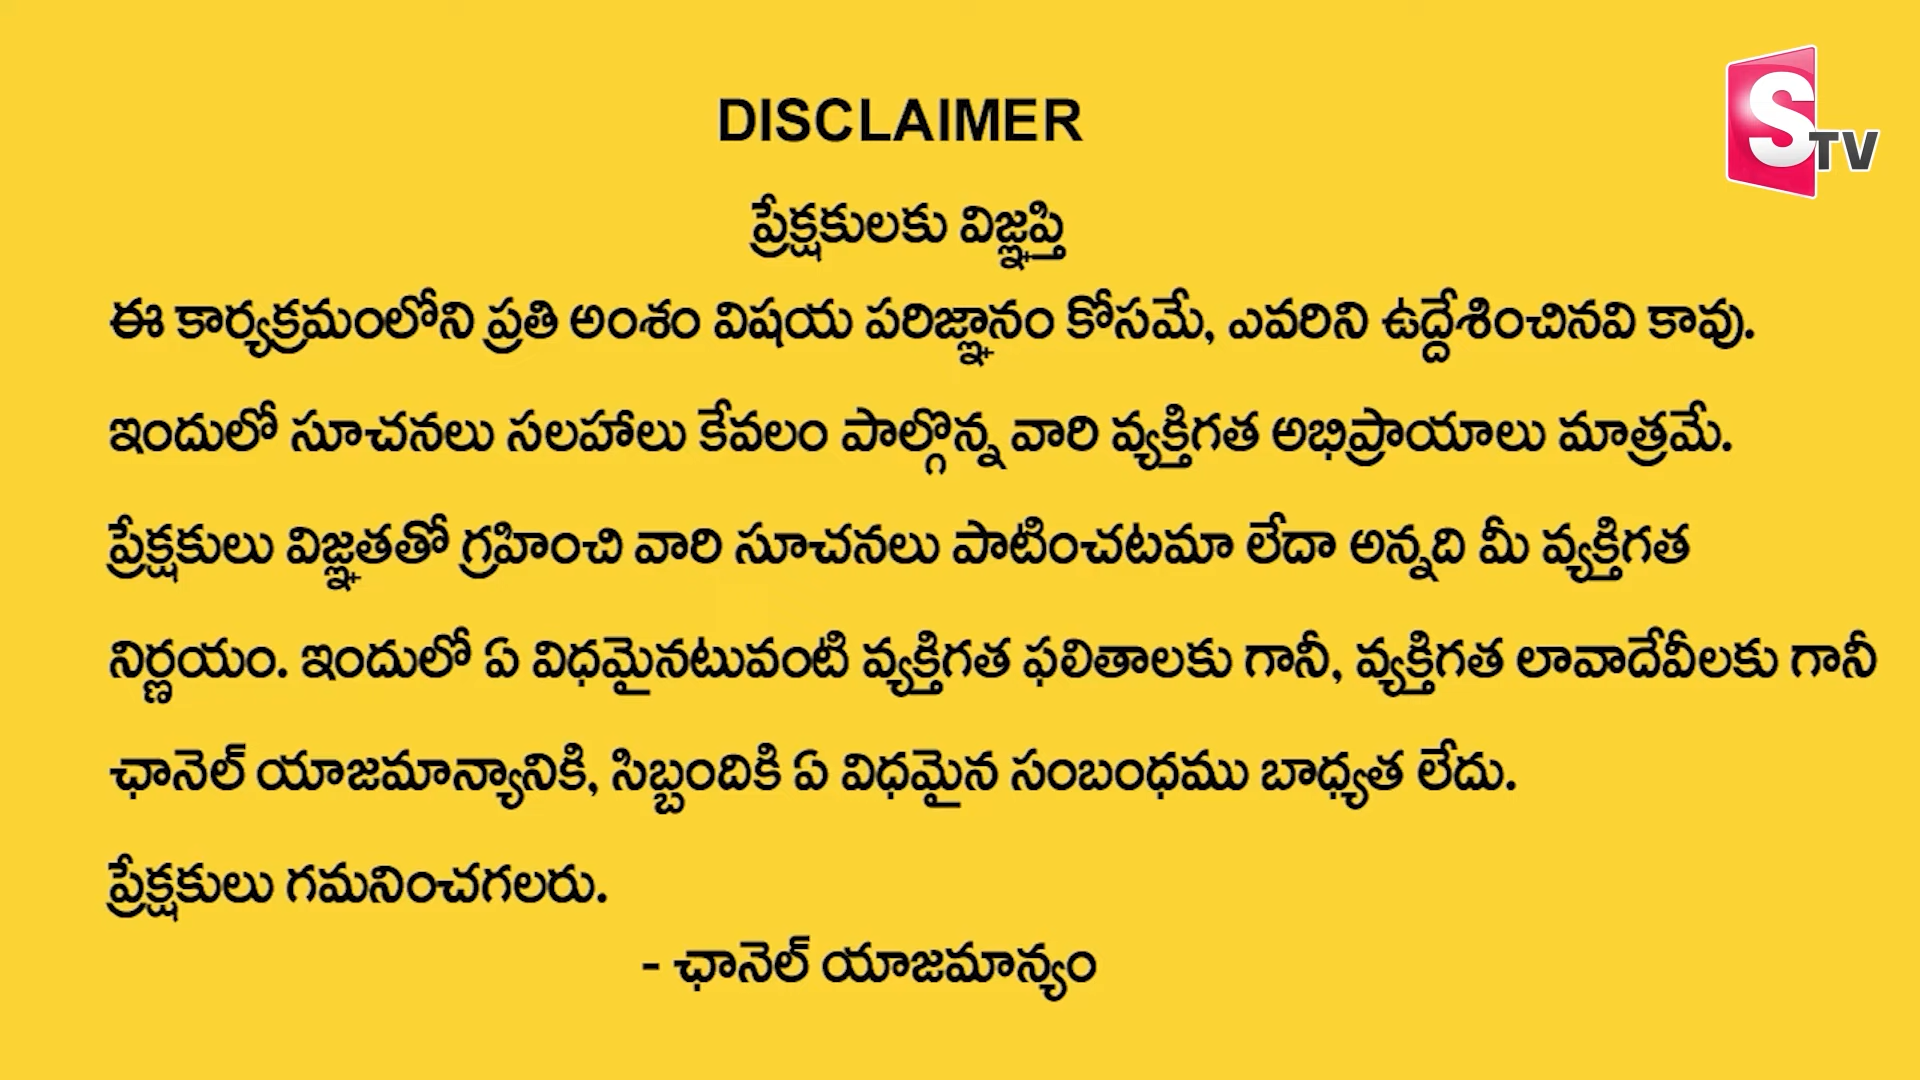 DISCLAIMER
STV
ప్రేక్షకులకు విజ్ఞప్తి
ఈ కార్యక్రమంలోని ప్రతి అంశం విషయ పరిజ్ఞానం కోసమే, ఎవరిని ఉద్దేశించినవి కావు.
ఇందులో సూచనలు సలహాలు కేవలం పాల్గొన్న వారి వ్యక్తిగత అభిప్రాయాలు మాత్రమే.
ప్రేక్షకులు విజ్ఞతతో గ్రహించి వారి సూచనలు పాటించటమా లేదా అన్నది మీ వ్యక్తిగత
నిర్ణయం. ఇందులో ఏ విధమైనటువంటి వ్యక్తిగత ఫలితాలకు గానీ, వ్యక్తిగత లావాదేవీలకు గానీ
ఛానెల్ యాజమాన్యానికి, సిబ్బందికి ఏ విధమైన సంబంధము బాధ్యత లేదు.
ప్రేక్షకులు గమనించగలరు.
- ఛానెల్ యాజమాన్యం